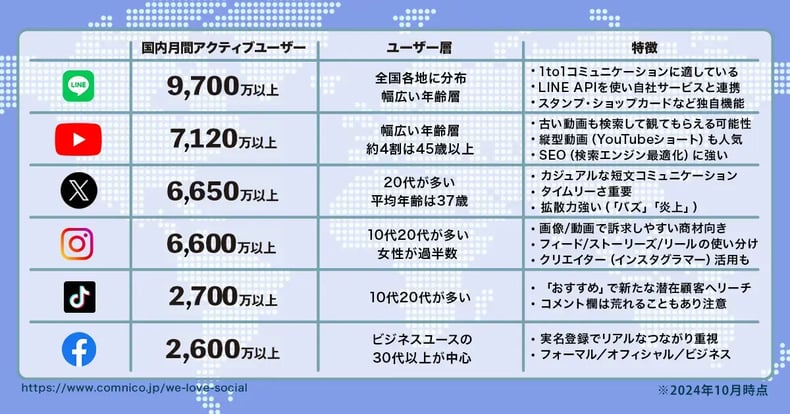 国内月間アクティブユーザー
ユーザー層
特徴
LINE
9,700万以上
全国各地に分布
幅広い年齢層
・1to1コミュニケーションに適している
・LINE APIを使い自社サービスと連携
・スタンプ・ショップカードなど独自機能
7,120万以上
幅広い年齢層
約4割は45歳以上
・古い動画も検索して観てもらえる可能性
・縦型動画(YouTubeショート)も人気
・SEO(検索エンジン最適化)に強い
6,650万以上
20代が多い
平均年齢は37歳
・カジュアルな短文コミュニケーション
・タイムリーさ重要
・拡散力強い(「バズ」「炎上」)
6,600万以上
10代20代が多い
女性が過半数
・画像/動画で訴求しやすい商材向き
・フィード/ストーリーズ/リールの使い分け
・クリエイター(インスタグラマー)活用も
2,700万以上
10代20代が多い
・「おすすめ」で新たな潜在顧客へリーチ
・コメント欄は荒れることもあり注意
2,600万以上
ビジネスユースの
30代以上が中心
・実名登録でリアルなつながり重視
・フォーマル/オフィシャル/ビジネス
https://www.comnico.jp/we-love-social
※2024年10月時点